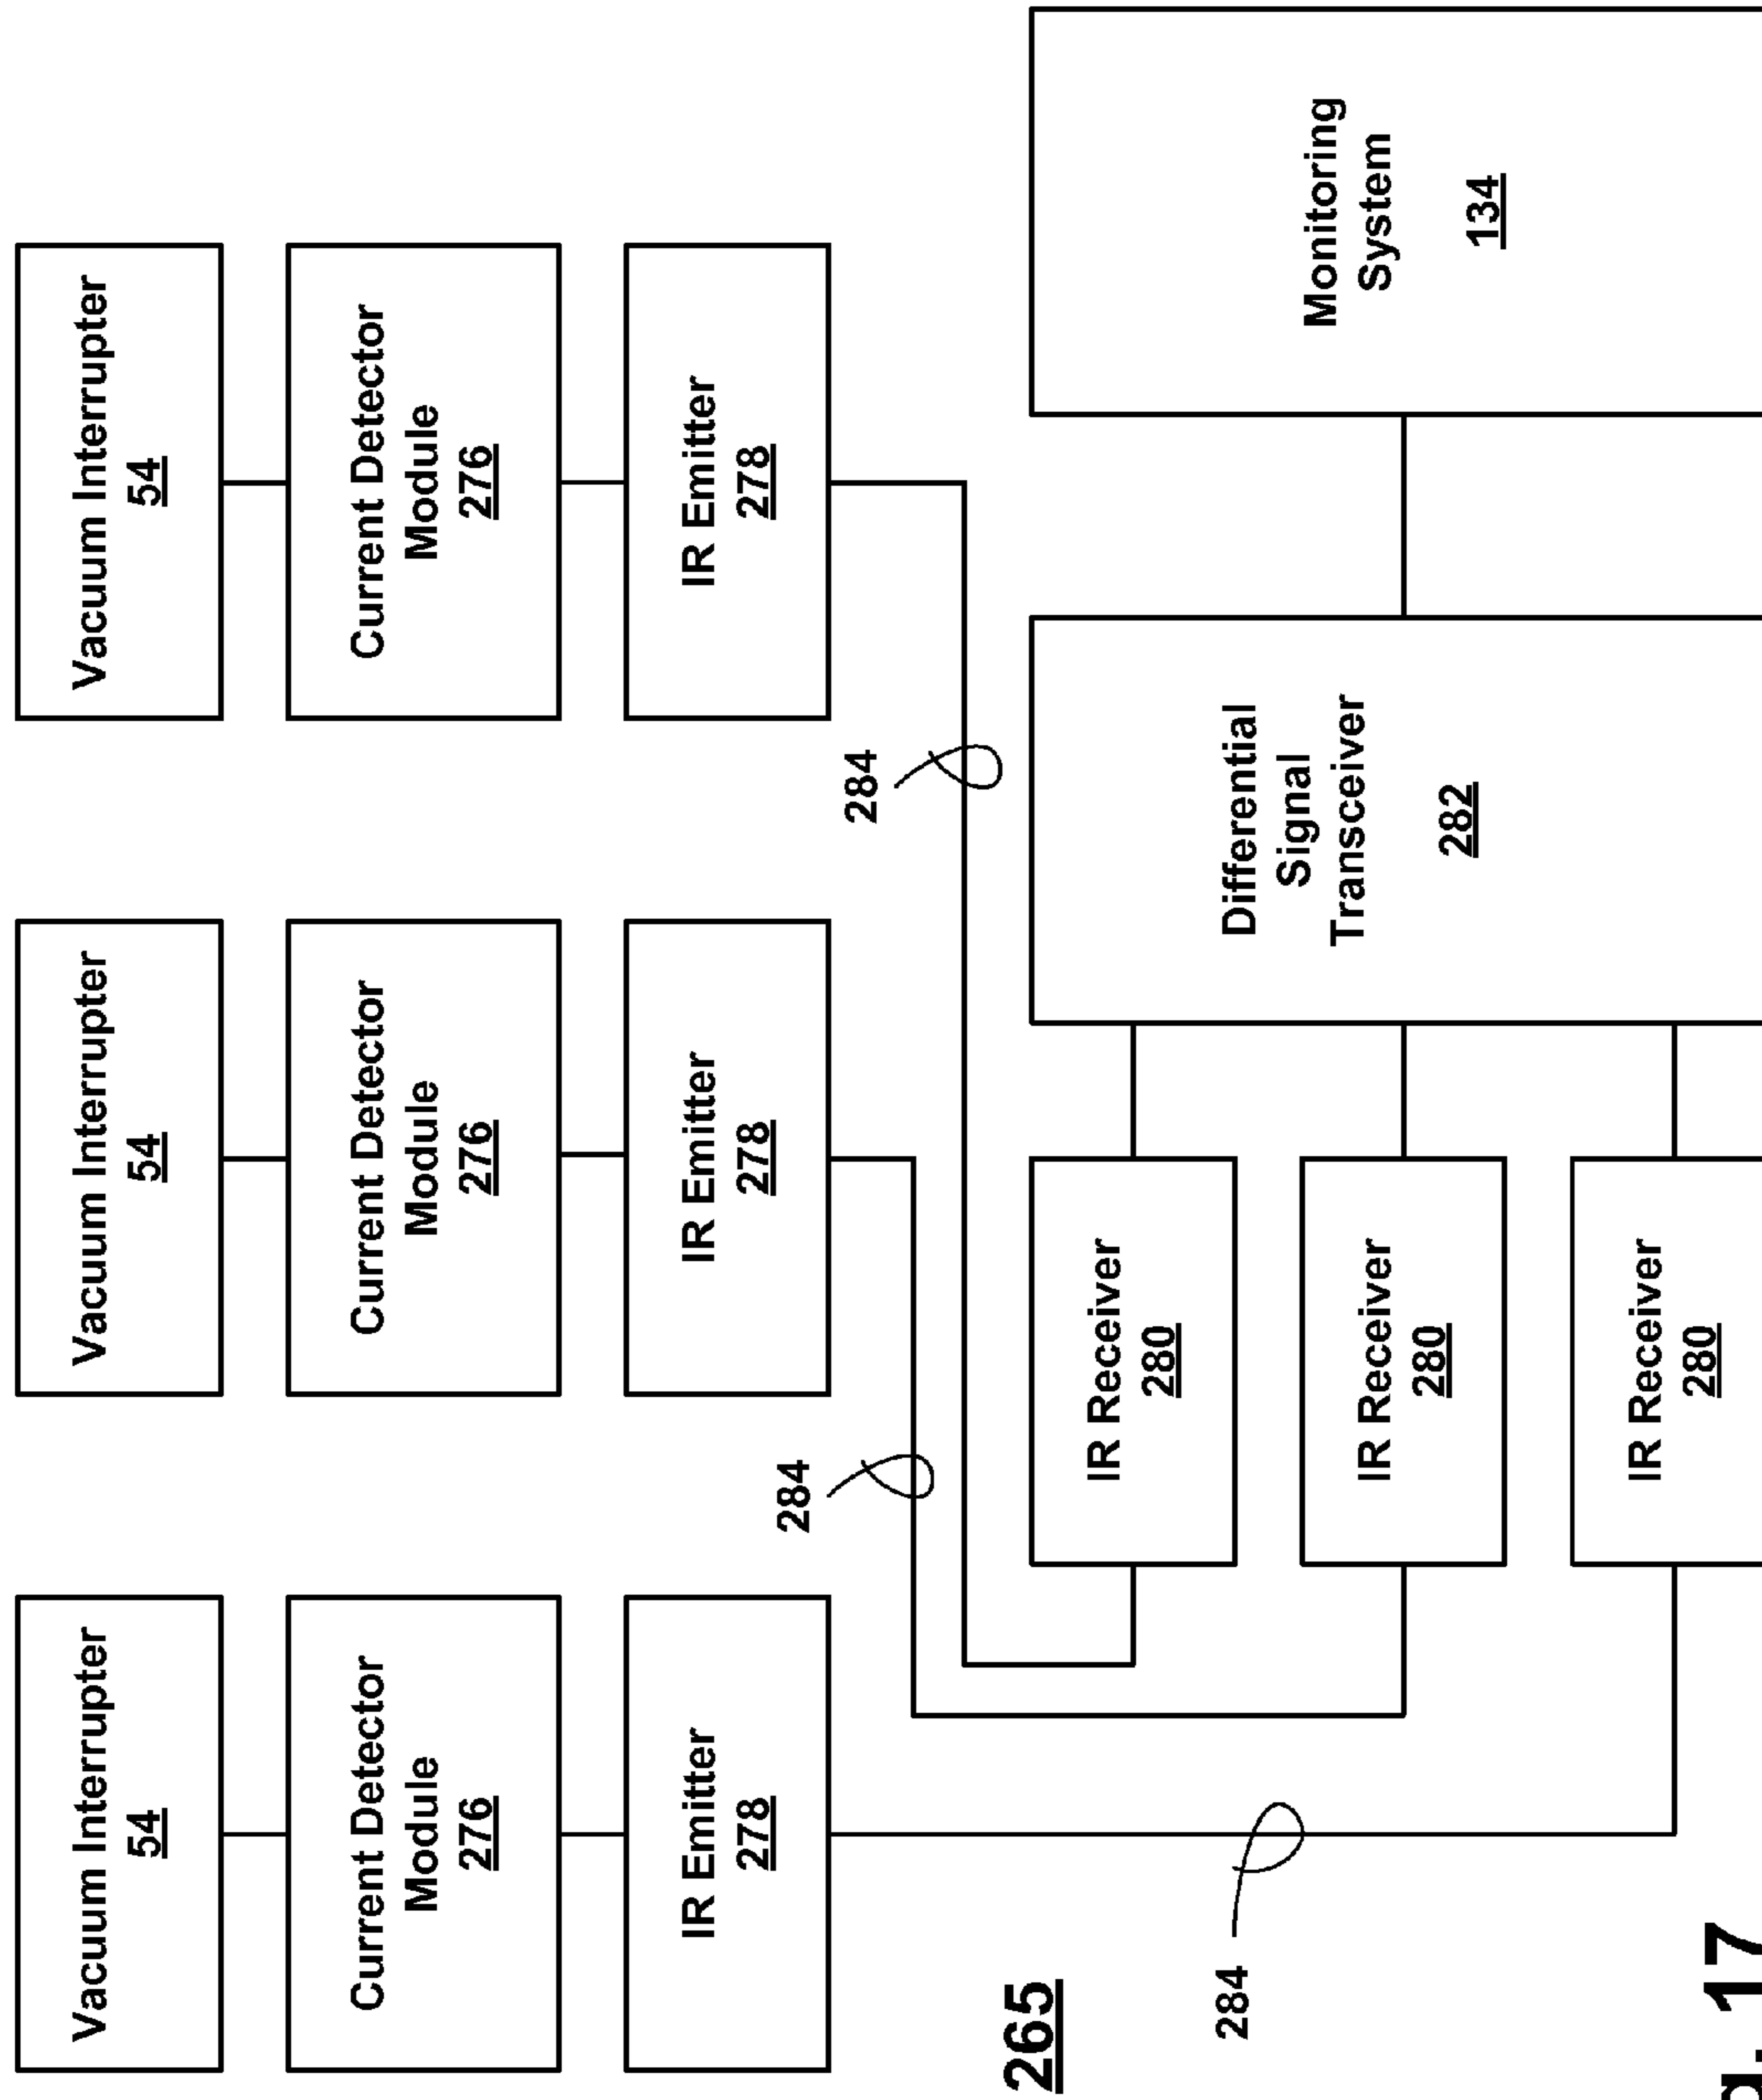 Vacuum Interrupter
54
Vacuum Interrupter
54
Vacuum Interrupter
54
Current Detector
Module
276
Current Detector
Module
276
Current Detector
Module
276
IR Emitter
278
IR Emitter
278
IR Emitter
278
284
284
265
284
IR Receiver
280
IR Receiver
280
IR Receiver
280
Differential
Signal
Transceiver
282
Monitoring
System
134
g. 17